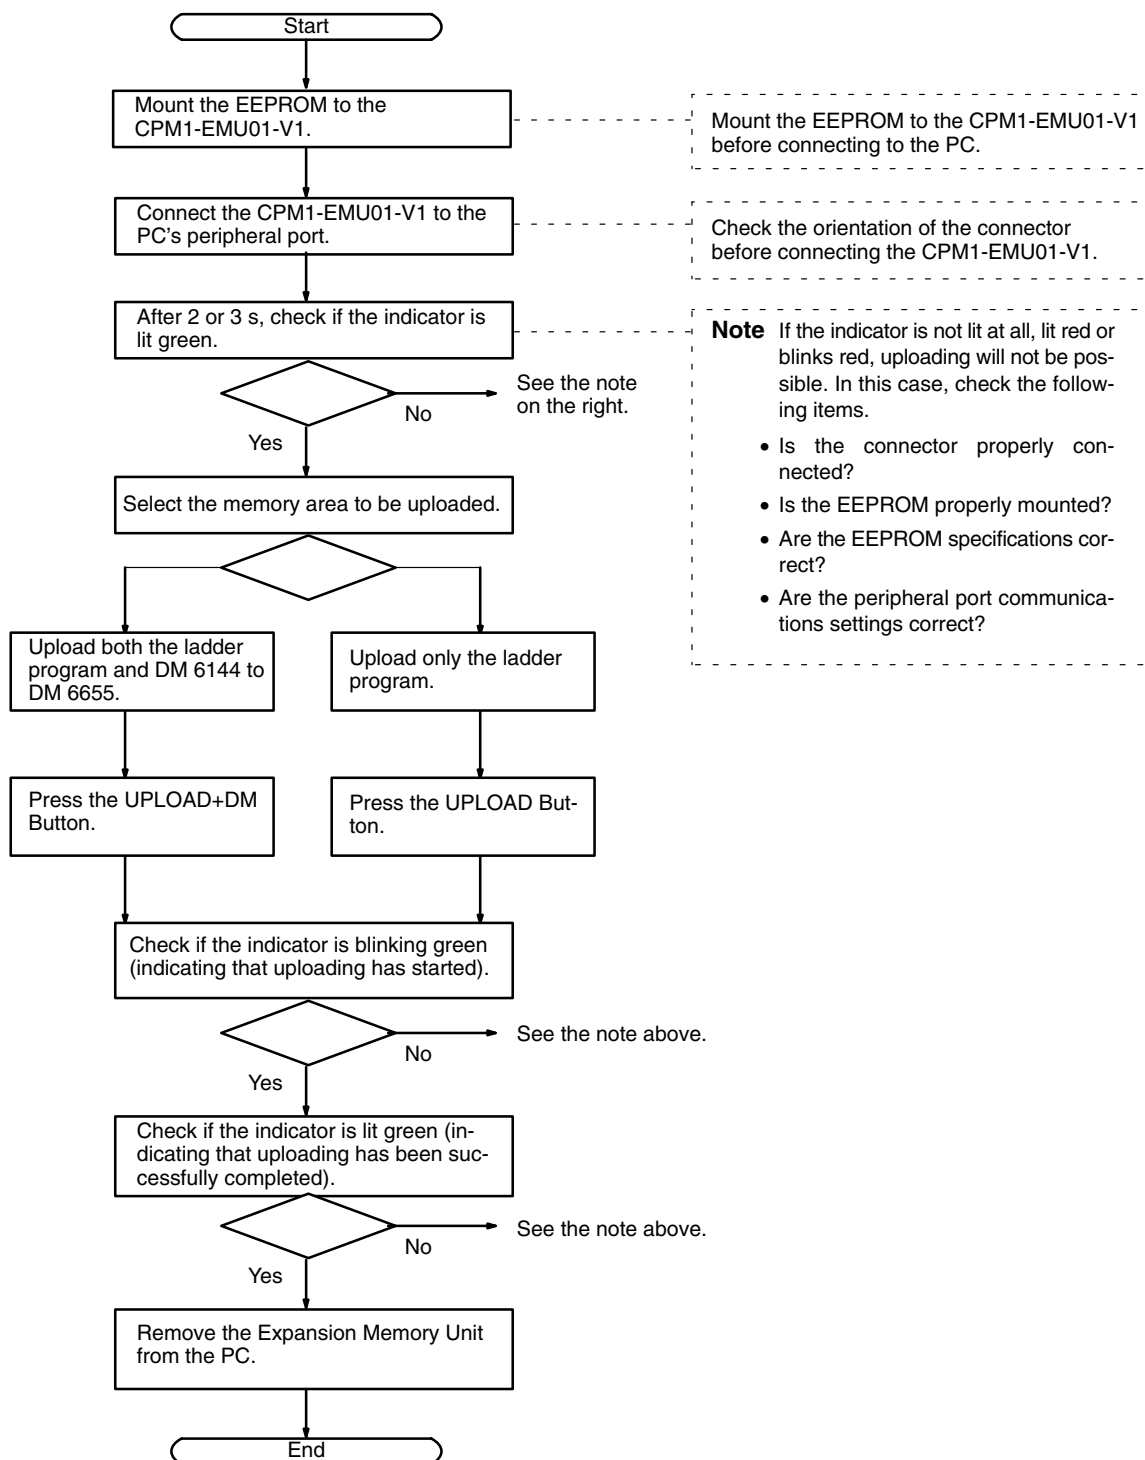 Start
Mount the EEPROM to the
CPM1-EMU01-V1.
Mount the EEPROM to the CPM1-EMU01-V1
before connecting to the PC.
Connect the CPM1-EMU01-V1 to the
PC's peripheral port.
Check the orientation of the connector
before connecting the CPM1-EMU01-V1.
After 2 or 3 s, check if the indicator is
lit green.
Note If the indicator is not lit at all, lit red or
blinks red, uploading will not be pos-
sible. In this case, check the follow-
ing items.
• Is the connector properly con-
nected?
• Is the EEPROM properly mounted?
• Are the EEPROM specifications cor-
rect?
• Are the peripheral port communica-
tions settings correct?
No
See the note
on the right.
Yes
Select the memory area to be uploaded.
Upload both the ladder
program and DM 6144 to
DM 6655.
Upload only the ladder
program.
Press the UPLOAD+DM
Button.
Press the UPLOAD But-
ton.
Check if the indicator is blinking green
(indicating that uploading has started).
No
See the note above.
Yes
Check if the indicator is lit green (in-
dicating that uploading has been suc-
cessfully completed).
No
See the note above.
Yes
Remove the Expansion Memory Unit
from the PC.
End